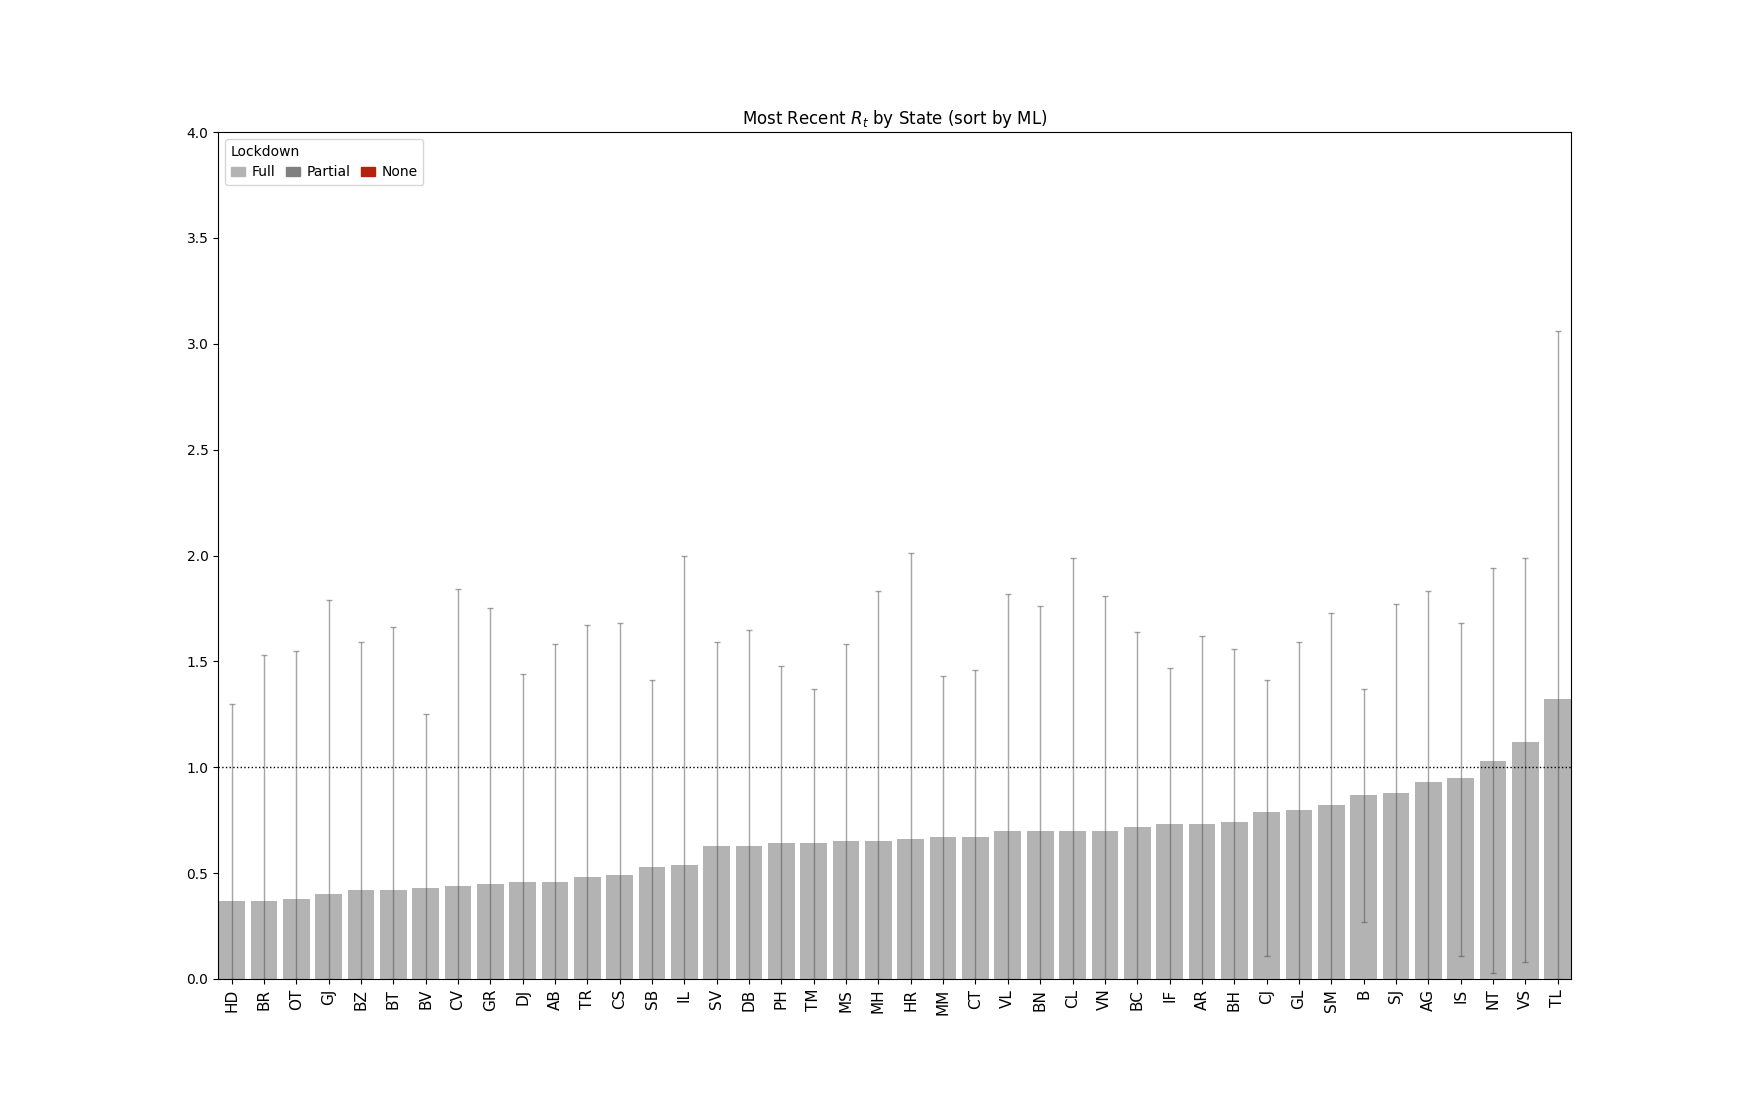 Most Recent R_t by State (sort by ML)
4.0
Lockdown
Full Partial None
3.5
3.0
2.5
2.0
1.5
1.0
0.5
0.0
HD BR OT GJ BZ BT BV CV GR DJ AB TR CS SB IL SV DB PH TM MS MH HR MM CT VL BN CL VN BC IF AR BH CJ GL SM B SJ AG IS NT VS TL